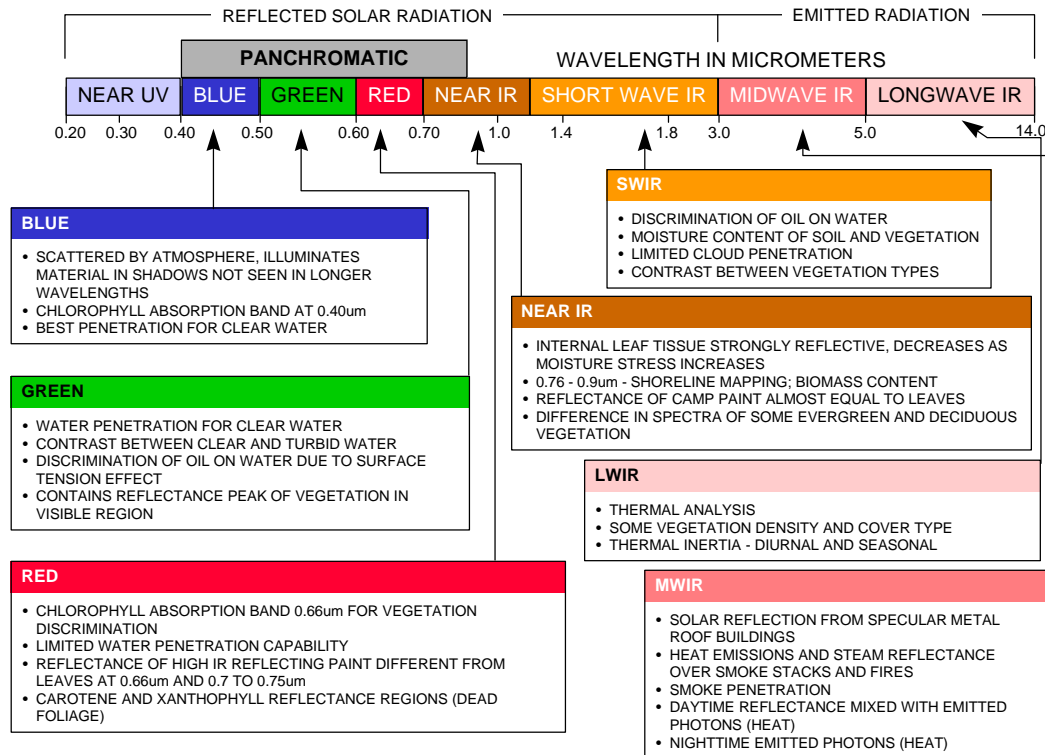 REFLECTED SOLAR RADIATION
EMITTED RADIATION
PANCHROMATIC
WAVELENGTH IN MICROMETERS
NEAR UV
BLUE
GREEN
RED
NEAR IR
SHORT WAVE IR
MIDWAVE IR
LONGWAVE IR
0.20
0.30
0.40
0.50
0.60
0.70
1.0
1.4
1.8
3.0
5.0
14.0
BLUE
• SCATTERED BY ATMOSPHERE, ILLUMINATES
MATERIAL IN SHADOWS NOT SEEN IN LONGER
WAVELENGTHS
• CHLOROPHYLL ABSORPTION BAND AT 0.40um
• BEST PENETRATION FOR CLEAR WATER
SWIR
• DISCRIMINATION OF OIL ON WATER
• MOISTURE CONTENT OF SOIL AND VEGETATION
• LIMITED CLOUD PENETRATION
• CONTRAST BETWEEN VEGETATION TYPES
NEAR IR
• INTERNAL LEAF TISSUE STRONGLY REFLECTIVE, DECREASES AS
MOISTURE STRESS INCREASES
• 0.76 - 0.9um - SHORELINE MAPPING; BIOMASS CONTENT
• REFLECTANCE OF CAMP PAINT ALMOST EQUAL TO LEAVES
• DIFFERENCE IN SPECTRA OF SOME EVERGREEN AND DECIDUOUS
VEGETATION
GREEN
• WATER PENETRATION FOR CLEAR WATER
• CONTRAST BETWEEN CLEAR AND TURBID WATER
• DISCRIMINATION OF OIL ON WATER DUE TO SURFACE
TENSION EFFECT
• CONTAINS REFLECTANCE PEAK OF VEGETATION IN
VISIBLE REGION
LWIR
• THERMAL ANALYSIS
• SOME VEGETATION DENSITY AND COVER TYPE
• THERMAL INERTIA - DIURNAL AND SEASONAL
RED
• CHLOROPHYLL ABSORPTION BAND 0.66um FOR VEGETATION
DISCRIMINATION
• LIMITED WATER PENETRATION CAPABILITY
• REFLECTANCE OF HIGH IR REFLECTING PAINT DIFFERENT FROM
LEAVES AT 0.66um AND 0.7 TO 0.75um
• CAROTENE AND XANTHOPHYLL REFLECTANCE REGIONS (DEAD
FOLIAGE)
MWIR
• SOLAR REFLECTION FROM SPECULAR METAL
ROOF BUILDINGS
• HEAT EMISSIONS AND STEAM REFLECTANCE
OVER SMOKE STACKS AND FIRES
• SMOKE PENETRATION
• DAYTIME REFLECTANCE MIXED WITH EMITTED
PHOTONS (HEAT)
• NIGHTTIME EMITTED PHOTONS (HEAT)